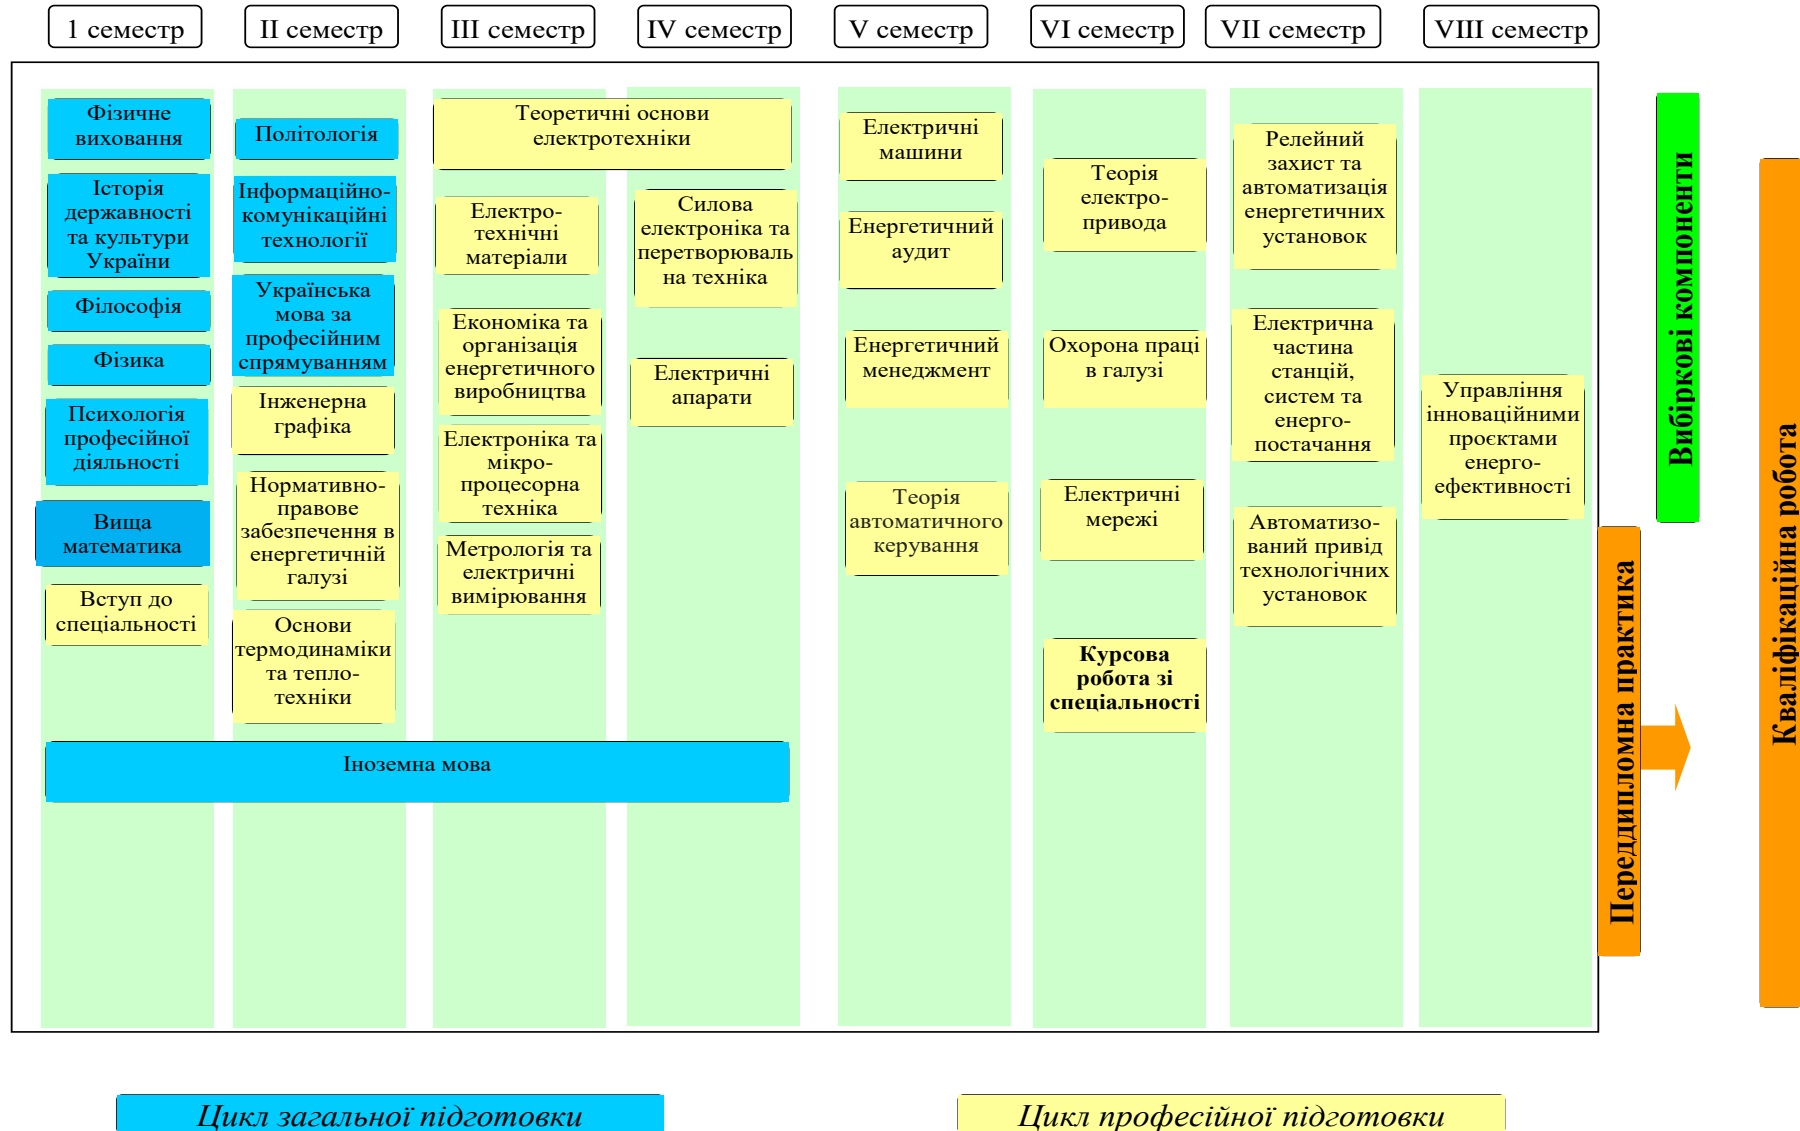 1 семестр
II семестр
III семестр
IV семестр
V семестр
VI семестр
VII семестр
VIII семестр
Фізичне
виховання
Історія
державності
та культури
України
Філософія
Фізика
Психологія
професійної
діяльності
Вища
математика
Вступ до
спеціальності
Політологія
Інформаційно-
комунікаційні
технології
Українська
мова за
професійним
спрямуванням
Інженерна
графіка
Нормативно-
правове
забезпечення в
енергетичній
галузі
Основи
термодинаміки
та тепло-
техніки
Теоретичні основи
електротехніки
Електро-
технічні
матеріали
Економіка та
організація
енергетичного
виробництва
Електроніка та
мікро-
процесорна
техніка
Метрологія та
електричні
вимірювання
Силова
електроніка та
перетворюваль
на техніка
Електричні
апарати
Іноземна мова
Електричні
машини
Енергетичний
аудит
Енергетичний
менеджмент
Теорія
автоматичного
керування
Теорія
електро-
привода
Охорона праці
в галузі
Електричні
мережі
Курсова
робота зі
спеціальності
Релейний
захист та
автоматизація
енергетичних
установок
Електрична
частина
станцій,
систем та
енерго-
постачання
Автоматизо-
ваний привід
технологічних
установок
Управління
інноваційними
проєктами
енерго-
ефективності
Вибіркові компоненти
Переддипломна практика
Кваліфікаційна робота
Цикл загальної підготовки
Цикл професійної підготовки